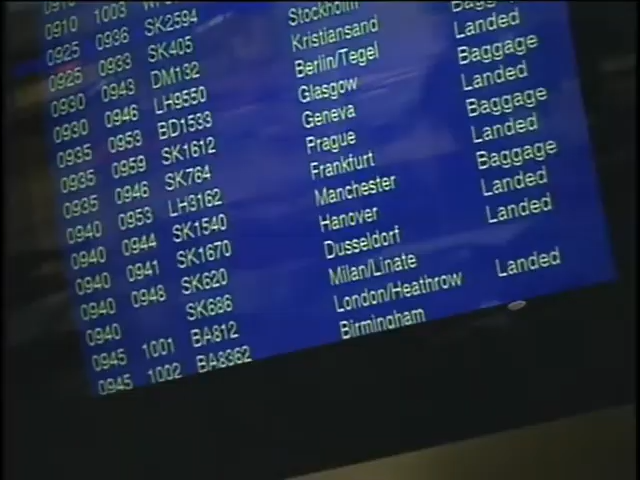 0910 1003
0925 0936 SK2594
0925 0933 SK405 Stockholm
0930 0943 DM132 Kristiansand Baggage
0930 0946 LH9550 Berlin/Tegel Landed
0935 0953 BD1533 Glasgow Baggage
0935 0959 SK1612 Geneva Landed
0935 0946 SK764 Prague Baggage
0940 0953 LH3162 Frankfurt Landed
0940 0944 SK1540 Manchester Baggage
0940 0941 SK1670 Hanover Landed
0940 0948 SK620 Dusseldorf Landed
0940 SK686 Milan/Linate
0945 1001 BA812 London/Heathrow Landed
0945 1002 BA8362 Birmingham